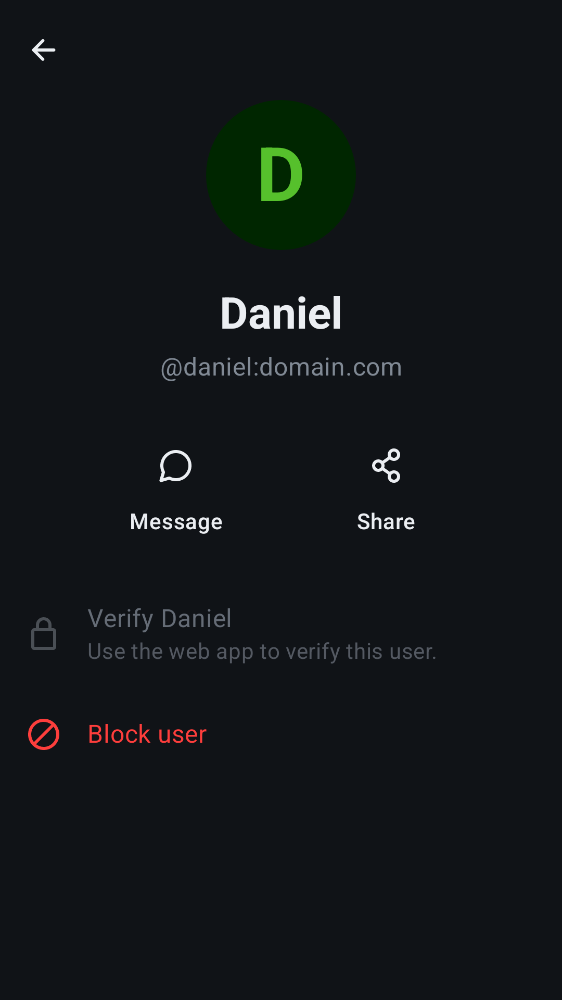 D
Daniel
@daniel:domain.com
Message
Share
Verify Daniel
Use the web app to verify this user.
Block user